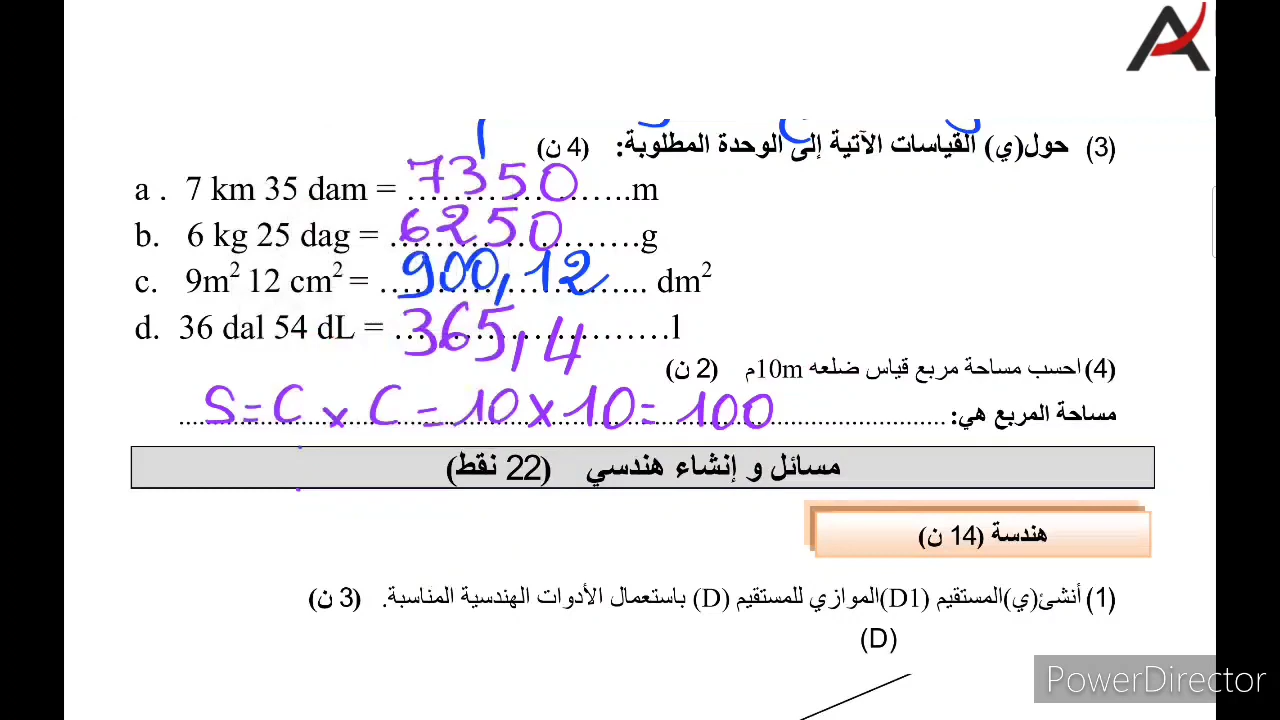 (3) حول(ي) القياسات الآتية إلى الوحدة المطلوبة: (4 ن)
a . 7 km 35 dam = 7350 m
b. 6 kg 25 dag = 6250 g
c. 9m² 12 cm² = 900,12 dm²
d. 36 dal 54 dL = 365,4 l
(4) احسب مساحة مربع قياس ضلعه 10m م (2 ن)
مساحة المربع هي: S = C × C = 10 × 10 = 100
مسائل و إنشاء هندسي (22 نقط)
هندسة (14 ن)
(1) أنشئ(ي)المستقيم (D1)الموازي للمستقيم (D) باستعمال الأدوات الهندسية المناسبة. (3 ن)
(D)
PowerDirector